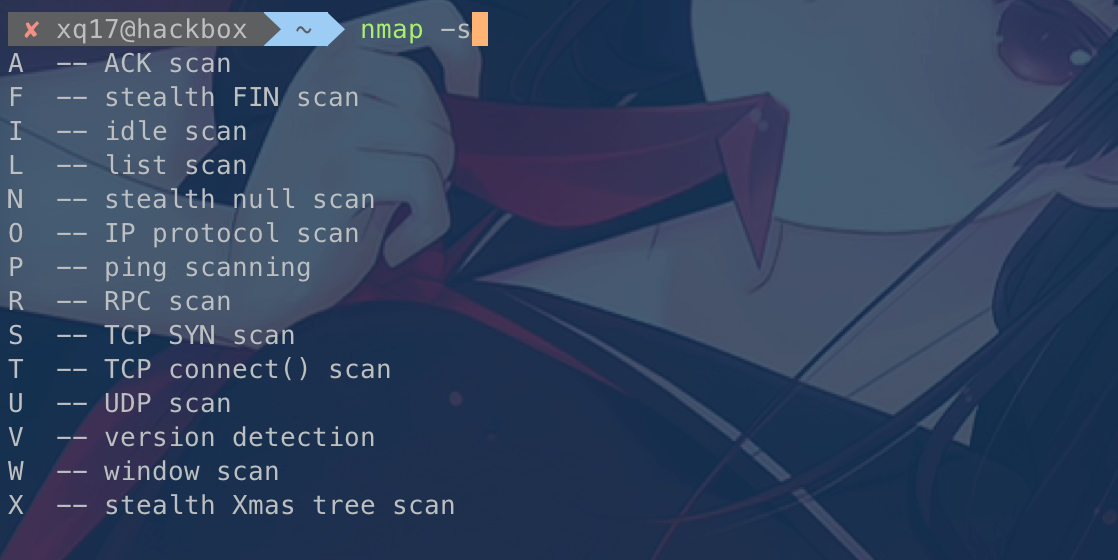 ✘ xq17@hackbox ~ nmap -s
A -- ACK scan
F -- stealth FIN scan
I -- idle scan
L -- list scan
N -- stealth null scan
O -- IP protocol scan
P -- ping scanning
R -- RPC scan
S -- TCP SYN scan
T -- TCP connect() scan
U -- UDP scan
V -- version detection
W -- window scan
X -- stealth Xmas tree scan